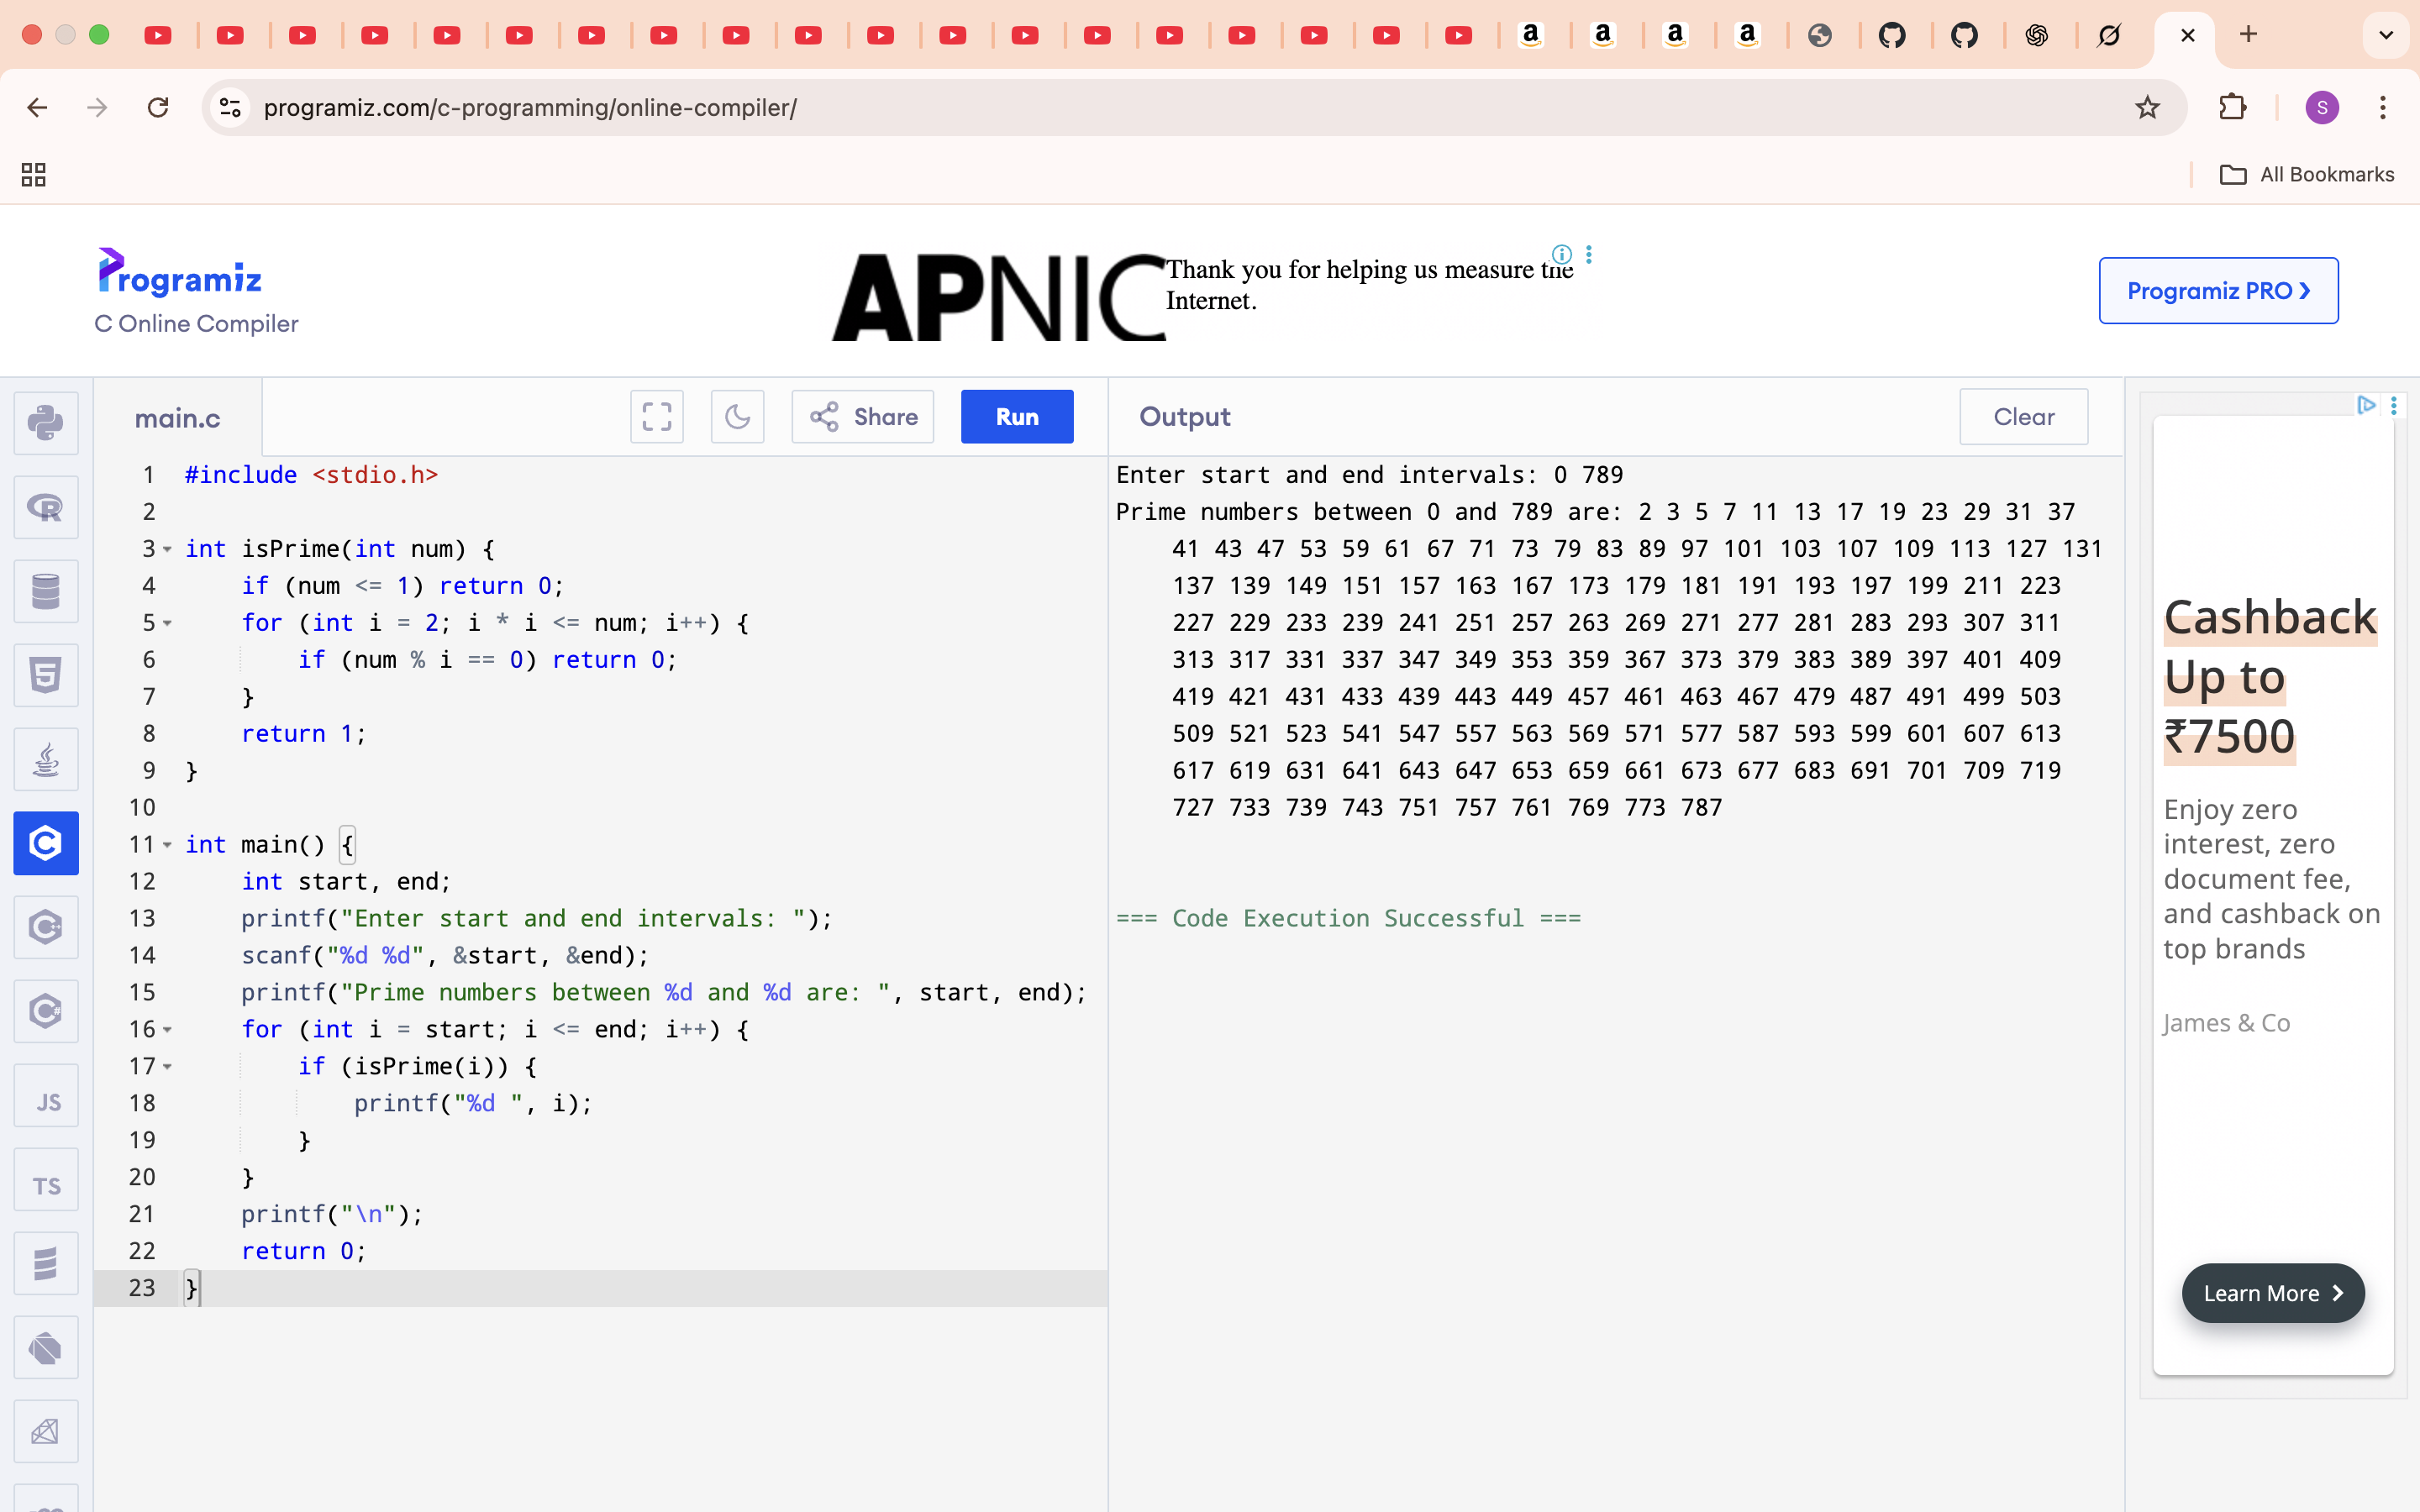 programiz.com/c-programming/online-compiler/
S
All Bookmarks
Programiz
C Online Compiler
APNIC
Thank you for helping us measure the
Internet.
Programiz PRO ❯
main.c
Share
Run
Output
Clear
1 #include <stdio.h>
2
3 int isPrime(int num) {
4     if (num <= 1) return 0;
5     for (int i = 2; i * i <= num; i++) {
6         if (num % i == 0) return 0;
7     }
8     return 1;
9 }
10
11 int main() {
12     int start, end;
13     printf("Enter start and end intervals: ");
14     scanf("%d %d", &start, &end);
15     printf("Prime numbers between %d and %d are: ", start, end);
16     for (int i = start; i <= end; i++) {
17         if (isPrime(i)) {
18             printf("%d ", i);
19         }
20     }
21     printf("\n");
22     return 0;
23 }
Enter start and end intervals: 0 789
Prime numbers between 0 and 789 are: 2 3 5 7 11 13 17 19 23 29 31 37
41 43 47 53 59 61 67 71 73 79 83 89 97 101 103 107 109 113 127 131
137 139 149 151 157 163 167 173 179 181 191 193 197 199 211 223
227 229 233 239 241 251 257 263 269 271 277 281 283 293 307 311
313 317 331 337 347 349 353 359 367 373 379 383 389 397 401 409
419 421 431 433 439 443 449 457 461 463 467 479 487 491 499 503
509 521 523 541 547 557 563 569 571 577 587 593 599 601 607 613
617 619 631 641 643 647 653 659 661 673 677 683 691 701 709 719
727 733 739 743 751 757 761 769 773 787
=== Code Execution Successful ===
JS
TS
Cashback
Up to
₹7500
Enjoy zero
interest, zero
document fee,
and cashback on
top brands
James & Co
Learn More